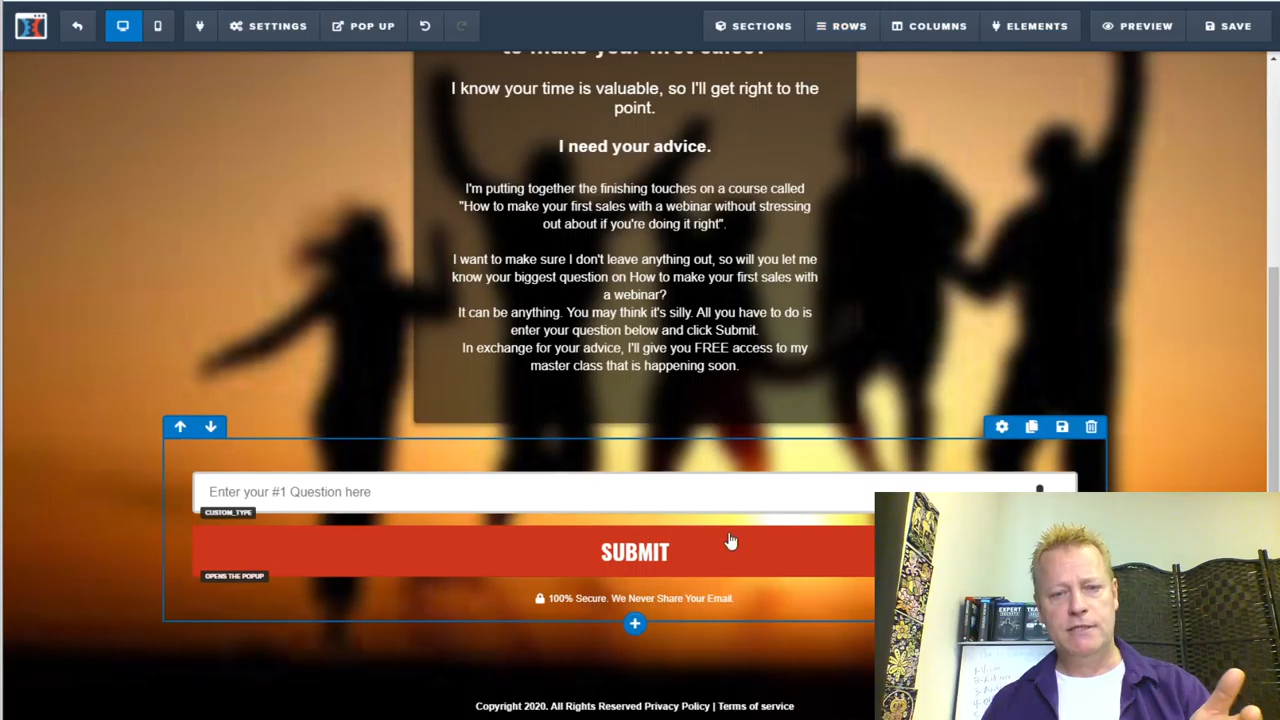 SETTINGS
POP UP
SECTIONS
ROWS
COLUMNS
ELEMENTS
PREVIEW
SAVE
to make your first sale?
I know your time is valuable, so I'll get right to the
point.
I need your advice.
I'm putting together the finishing touches on a course called
"How to make your first sales with a webinar without stressing
out about if you're doing it right".
I want to make sure I don't leave anything out, so will you let me
know your biggest question on How to make your first sales with
a webinar?
It can be anything. You may think it's silly. All you have to do is
enter your question below and click Submit.
In exchange for your advice, I'll give you FREE access to my
master class that is happening soon.
Enter your #1 Question here
CUSTOM_TYPE
SUBMIT
OPENS THE POPUP
100% Secure. We Never Share Your Email.
EXPERT
Copyright 2020. All Rights Reserved Privacy Policy | Terms of service